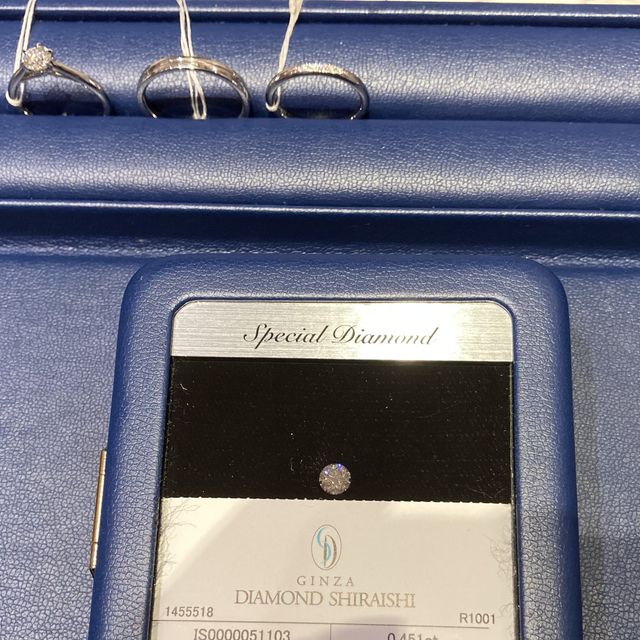 Special Diamond
GINZA
DIAMOND SHIRAISHI
1455518 R1001
IS0000051103 0.451ct